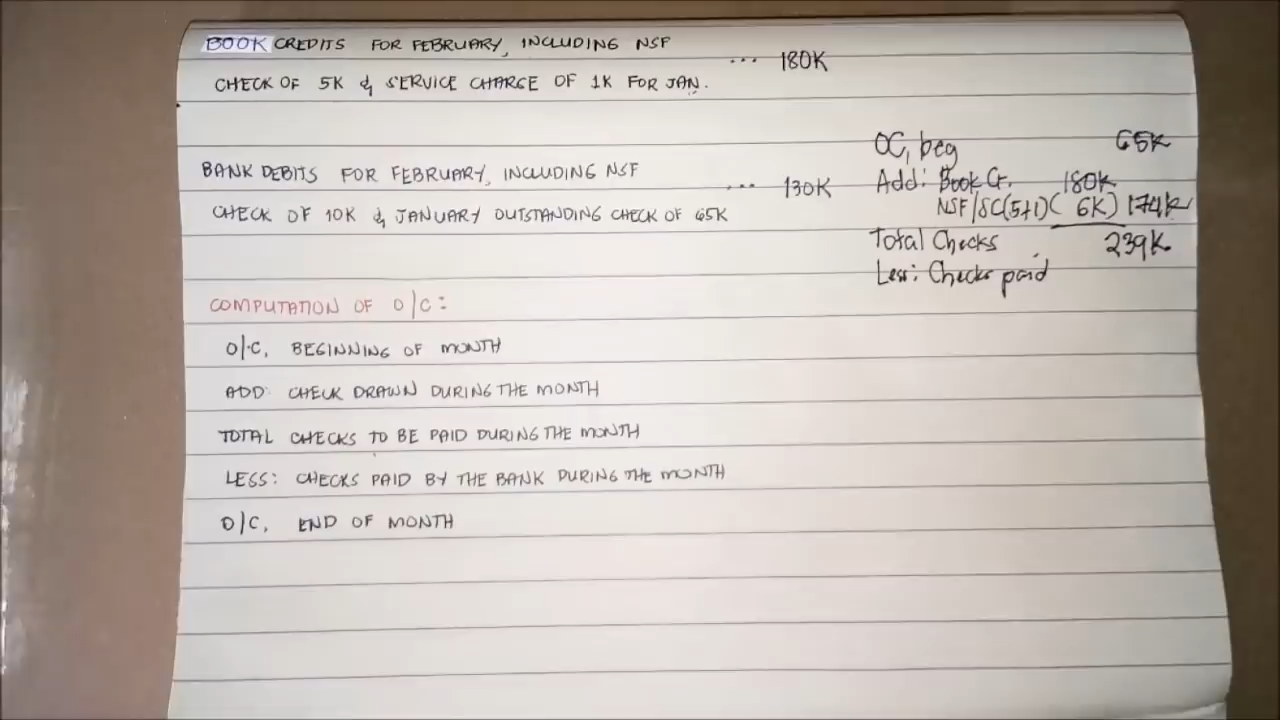 BOOK CREDITS FOR FEBRUARY, INCLUDING NSF
... 180K
CHECK OF 5K & SERVICE CHARGE OF 1K FOR JAN.
BANK DEBITS FOR FEBRUARY, INCLUDING NSF
... 130K
CHECK OF 10K & JANUARY OUTSTANDING CHECK OF 65K
OC, beg 65K
Add: Book Cr. 180K
NSF/SC(5+1) ( 6K) 174K
Total Checks 239K
Less: Checks paid
COMPUTATION OF O/C:
O/C, BEGINNING OF MONTH
ADD: CHECK DRAWN DURING THE MONTH
TOTAL CHECKS TO BE PAID DURING THE MONTH
LESS: CHECKS PAID BY THE BANK DURING THE MONTH
O/C, END OF MONTH